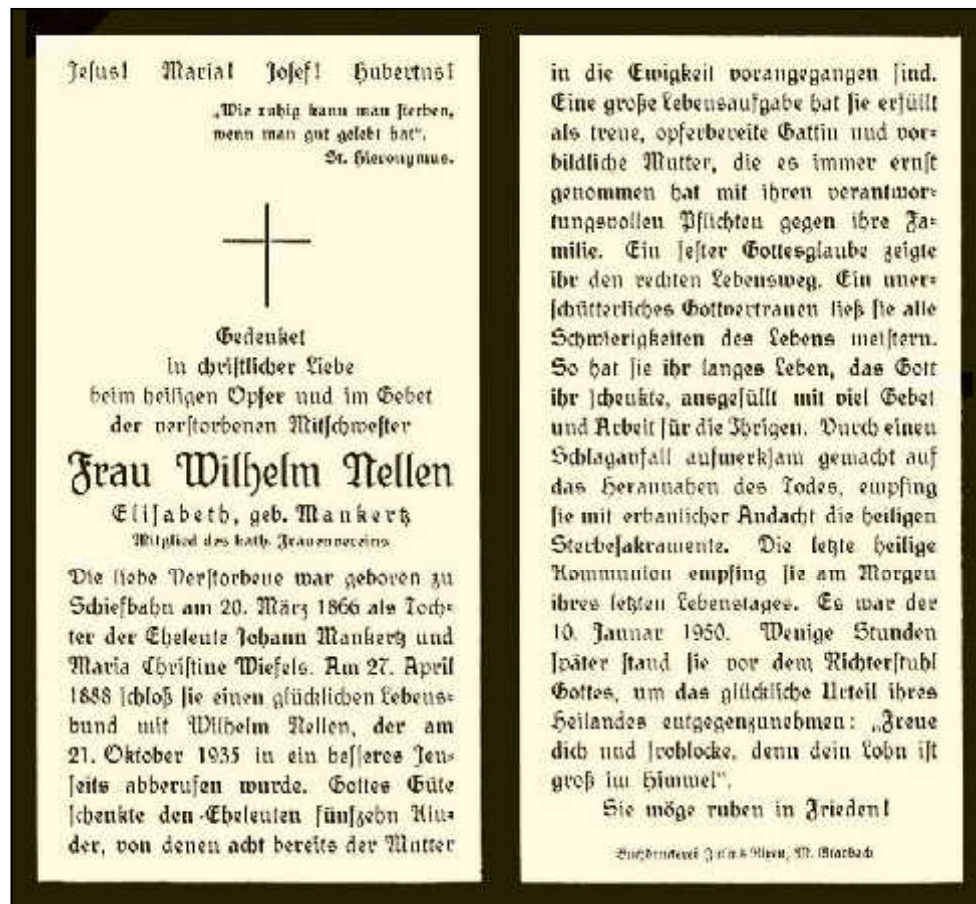 Jesus! Maria! Josef! Hubertus!
„Wie ruhig kann man sterben,
wenn man gut gelebt hat“.
St. Hieronymus.
Gedenket
in christlicher Liebe
beim heiligen Opfer und im Gebet
der verstorbenen Mitschwester
Frau Wilhelm Nellen
Elisabeth, geb. Mankertz
Mitglied des kath. Frauenvereins
Die liebe Verstorbene war geboren zu
Schiefbahn am 20. März 1866 als Toch-
ter der Eheleute Johann Mankertz und
Maria Christine Wiefels. Am 27. April
1888 schloß sie einen glücklichen Lebens-
bund mit Wilhelm Nellen, der am
21. Oktober 1935 in ein besseres Jen-
seits abberufen wurde. Gottes Güte
schenkte den Eheleuten fünfzehn Kin-
der, von denen acht bereits der Mutter
in die Ewigkeit vorangegangen sind.
Eine große Lebensaufgabe hat sie erfüllt
als treue, opferbereite Gattin und vor-
bildliche Mutter, die es immer ernst
genommen hat mit ihren verantwor-
tungsvollen Pflichten gegen ihre Fa-
milie. Ein fester Gottesglaube zeigte
ihr den rechten Lebensweg. Ein uner-
schütterliches Gottvertrauen ließ sie alle
Schwierigkeiten des Lebens meistern.
So hat sie ihr langes Leben, das Gott
ihr schenkte, ausgefüllt mit viel Gebet
und Arbeit für die Ihrigen. Durch einen
Schlaganfall aufmerksam gemacht auf
das Herannahen des Todes, empfing
sie mit erbaulicher Andacht die heiligen
Sterbesakramente. Die letzte heilige
Kommunion empfing sie am Morgen
ihres letzten Lebenstages. Es war der
10. Januar 1950. Wenige Stunden
später stand sie vor dem Richterstuhl
Gottes, um das glückliche Urteil ihres
Heilandes entgegenzunehmen: „Freue
dich und frohlocke, denn dein Lohn ist
groß im Himmel“.
Sie möge ruben in Frieden!
Buchdruckerei M. Gladbach